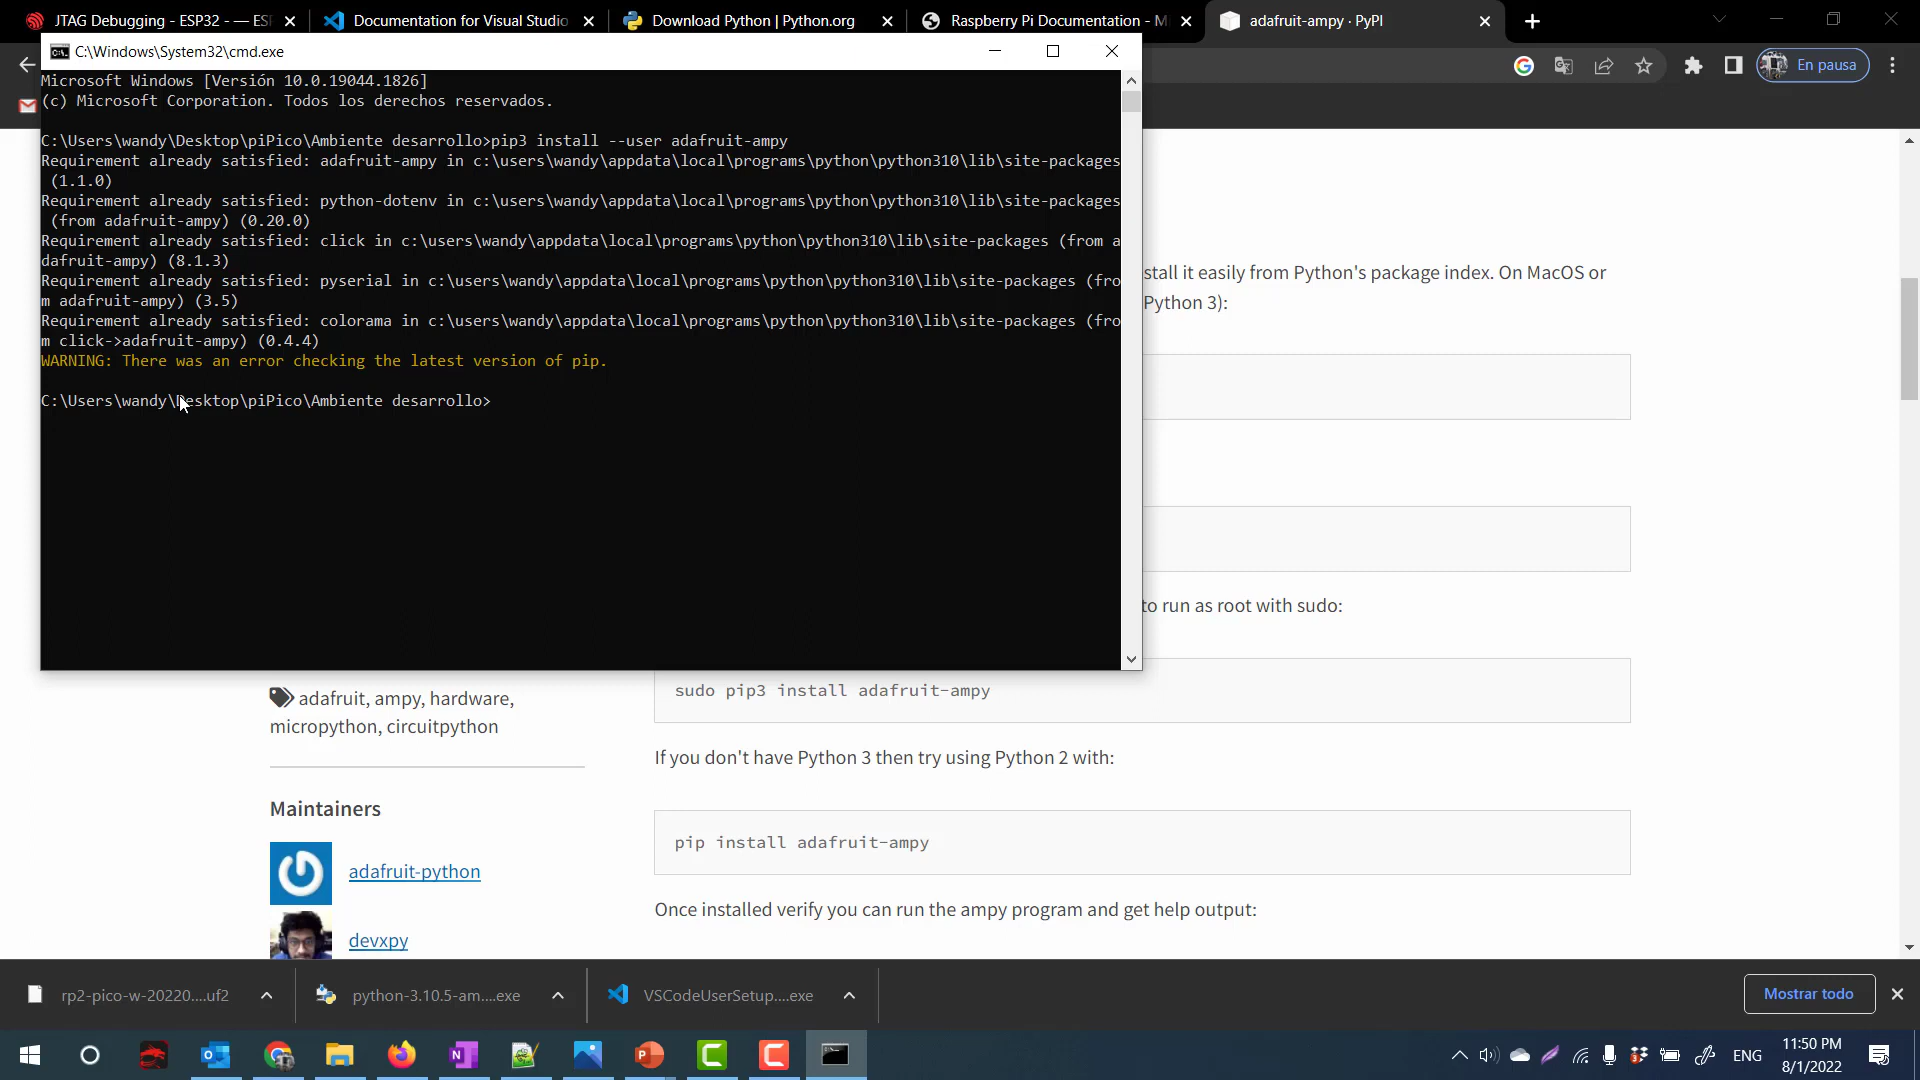 JTAG Debugging - ESP32 - — ESF
Documentation for Visual Studio
Download Python | Python.org
Raspberry Pi Documentation - M
adafruit-ampy · PyPI
C:\Windows\System32\cmd.exe
En pausa
Microsoft Windows [Versión 10.0.19044.1826]
(c) Microsoft Corporation. Todos los derechos reservados.
C:\Users\wandy\Desktop\piPico\Ambiente desarrollo>pip3 install --user adafruit-ampy
Requirement already satisfied: adafruit-ampy in c:\users\wandy\appdata\local\programs\python\python310\lib\site-packages
(1.1.0)
Requirement already satisfied: python-dotenv in c:\users\wandy\appdata\local\programs\python\python310\lib\site-packages
(from adafruit-ampy) (0.20.0)
Requirement already satisfied: click in c:\users\wandy\appdata\local\programs\python\python310\lib\site-packages (from a
dafruit-ampy) (8.1.3)
Requirement already satisfied: pyserial in c:\users\wandy\appdata\local\programs\python\python310\lib\site-packages (fro
m adafruit-ampy) (3.5)
Requirement already satisfied: colorama in c:\users\wandy\appdata\local\programs\python\python310\lib\site-packages (fro
m click->adafruit-ampy) (0.4.4)
WARNING: There was an error checking the latest version of pip.
C:\Users\wandy\Desktop\piPico\Ambiente desarrollo>
stall it easily from Python's package index. On MacOS or
Python 3):
to run as root with sudo:
sudo pip3 install adafruit-ampy
If you don't have Python 3 then try using Python 2 with:
pip install adafruit-ampy
Once installed verify you can run the ampy program and get help output:
adafruit, ampy, hardware,
micropython, circuitpython
Maintainers
adafruit-python
devxpy
rp2-pico-w-20220....uf2
python-3.10.5-am....exe
VSCodeUserSetup....exe
Mostrar todo
ENG
11:50 PM
8/1/2022